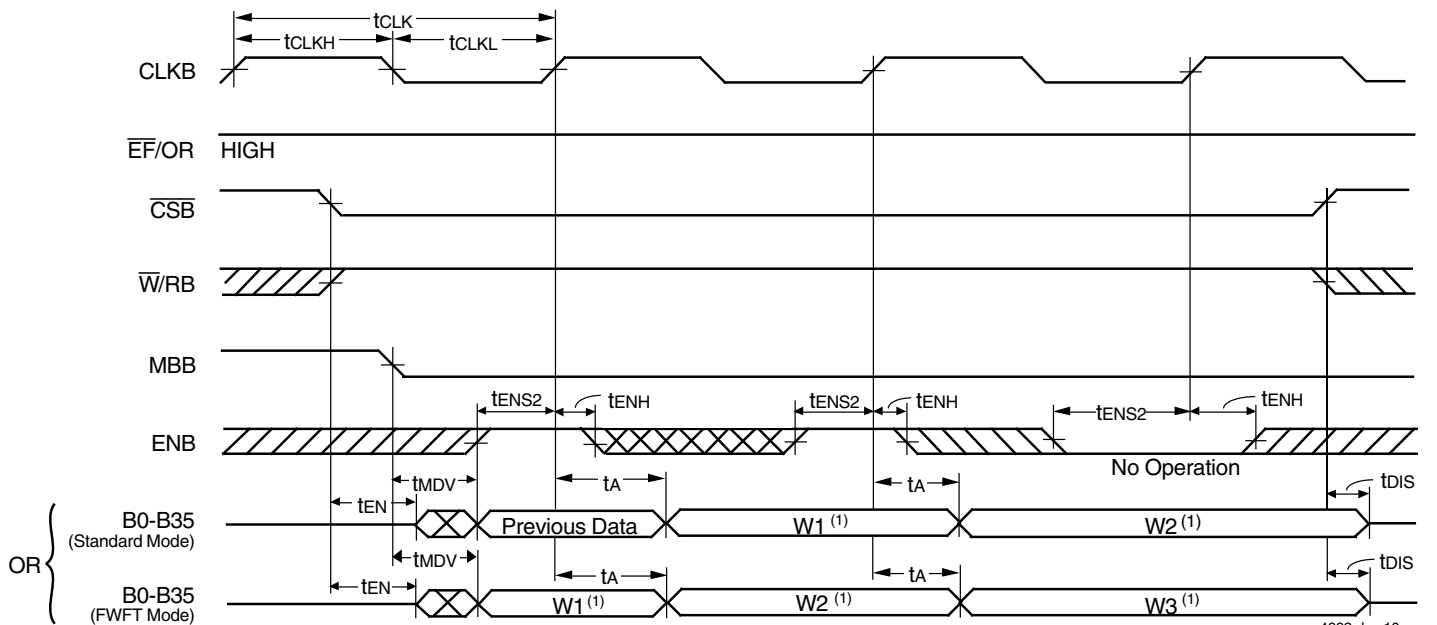 tCLK
tCLKH tCLKL
CLKB
EF/OR HIGH
CSB
W/RB
MBB
tENS2 tENH tENS2 tENH tENS2 tENH
ENB
No Operation
tMDV tA tA tDIS
tEN
B0-B35 Previous Data W1 (1) W2 (1)
(Standard Mode)
OR
tMDV tDIS
tEN tA tA
B0-B35 W1 (1) W2 (1) W3 (1)
(FWFT Mode)